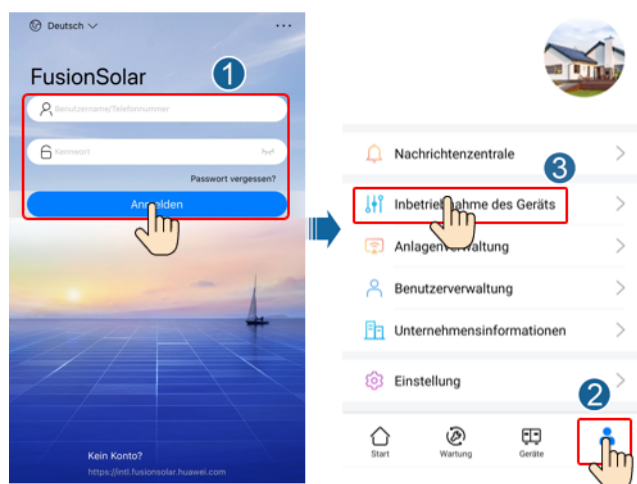 Deutsch
FusionSolar
1
Benutzername/Telefonnummer
Kennwort
Passwort vergessen?
Anmelden
Kein Konto?
https://intl.fusionsolar.huawei.com
Nachrichtenzentrale
3
Inbetriebnahme des Geräts
Anlagenverwaltung
Benutzerverwaltung
Unternehmensinformationen
Einstellung
2
Start Wartung Geräte